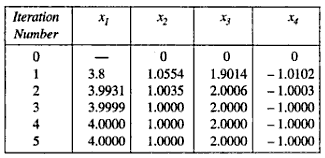 Iteration Number x1 x2 x3 x4
0 — 0 0 0
1 3.8 1.0554 1.9014 – 1.0102
2 3.9931 1.0035 2.0006 – 1.0003
3 3.9999 1.0000 2.0000 – 1.0000
4 4.0000 1.0000 2.0000 – 1.0000
5 4.0000 1.0000 2.0000 – 1.0000